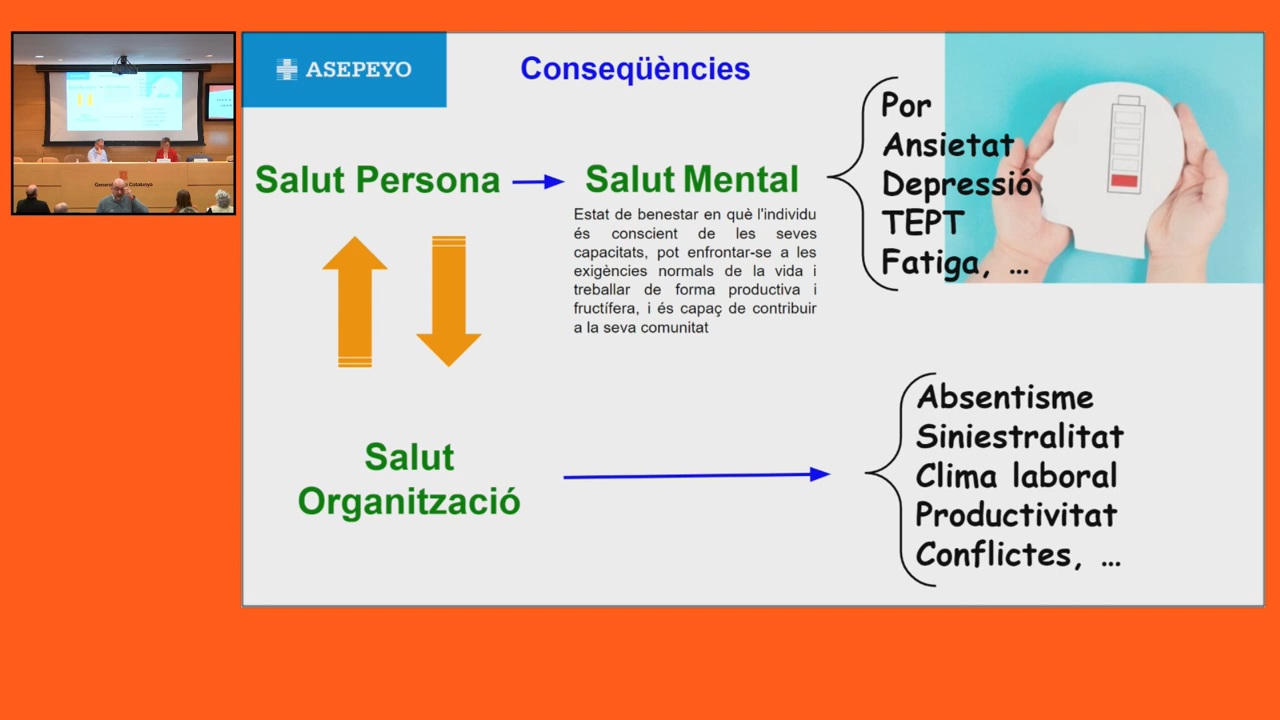 ASEPEYO
Conseqüències
Salut Persona
Salut Mental
Estat de benestar en què l'individu
és conscient de les seves
capacitats, pot enfrontar-se a les
exigències normals de la vida i
treballar de forma productiva i
fructífera, i és capaç de contribuir
a la seva comunitat
Por
Ansietat
Depressió
TEPT
Fatiga, ...
Salut
Organització
Absentisme
Siniestralitat
Clima laboral
Productivitat
Conflictes, ...